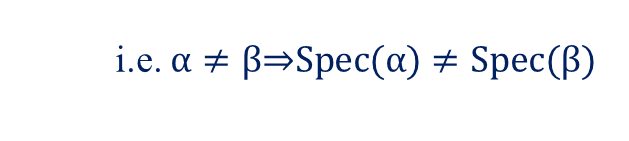 i.e. α ≠ β⇒Spec(α) ≠ Spec(β)